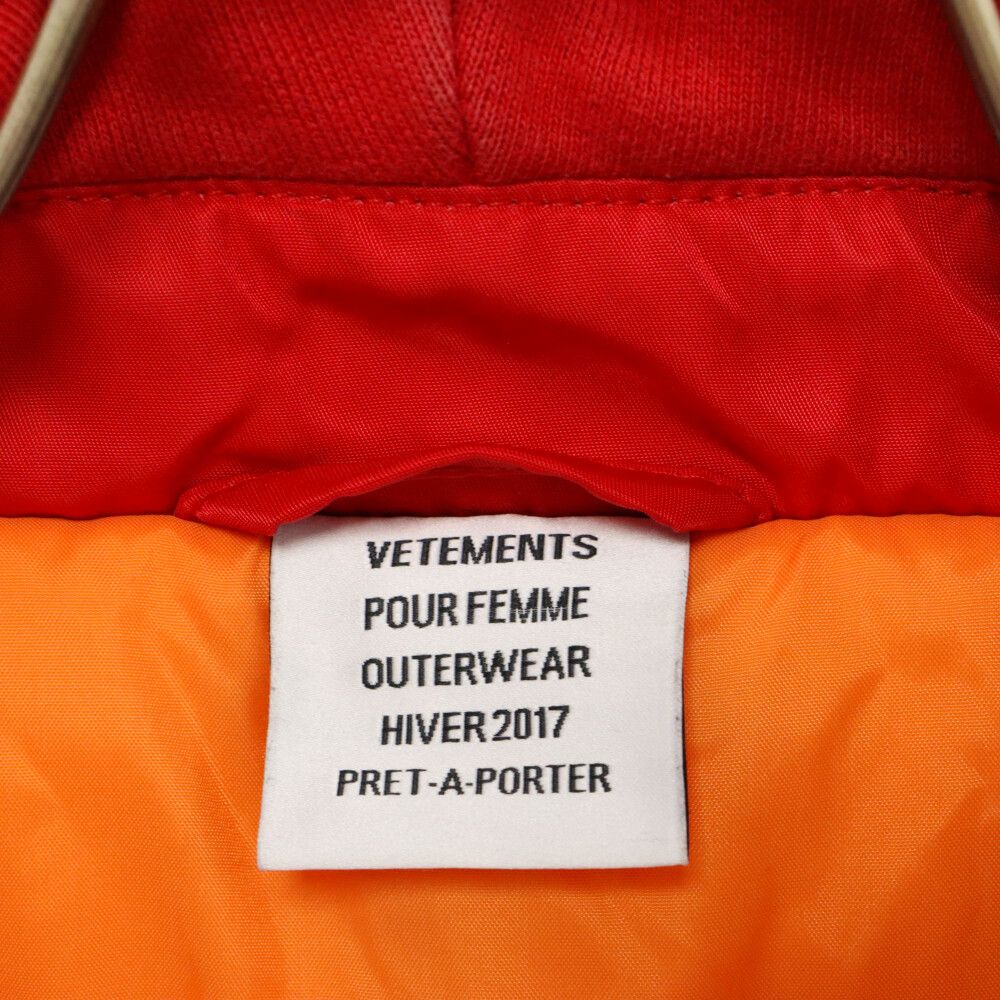 VETEMENTS
POUR FEMME
OUTERWEAR
HIVER 2017
PRET-A-PORTER